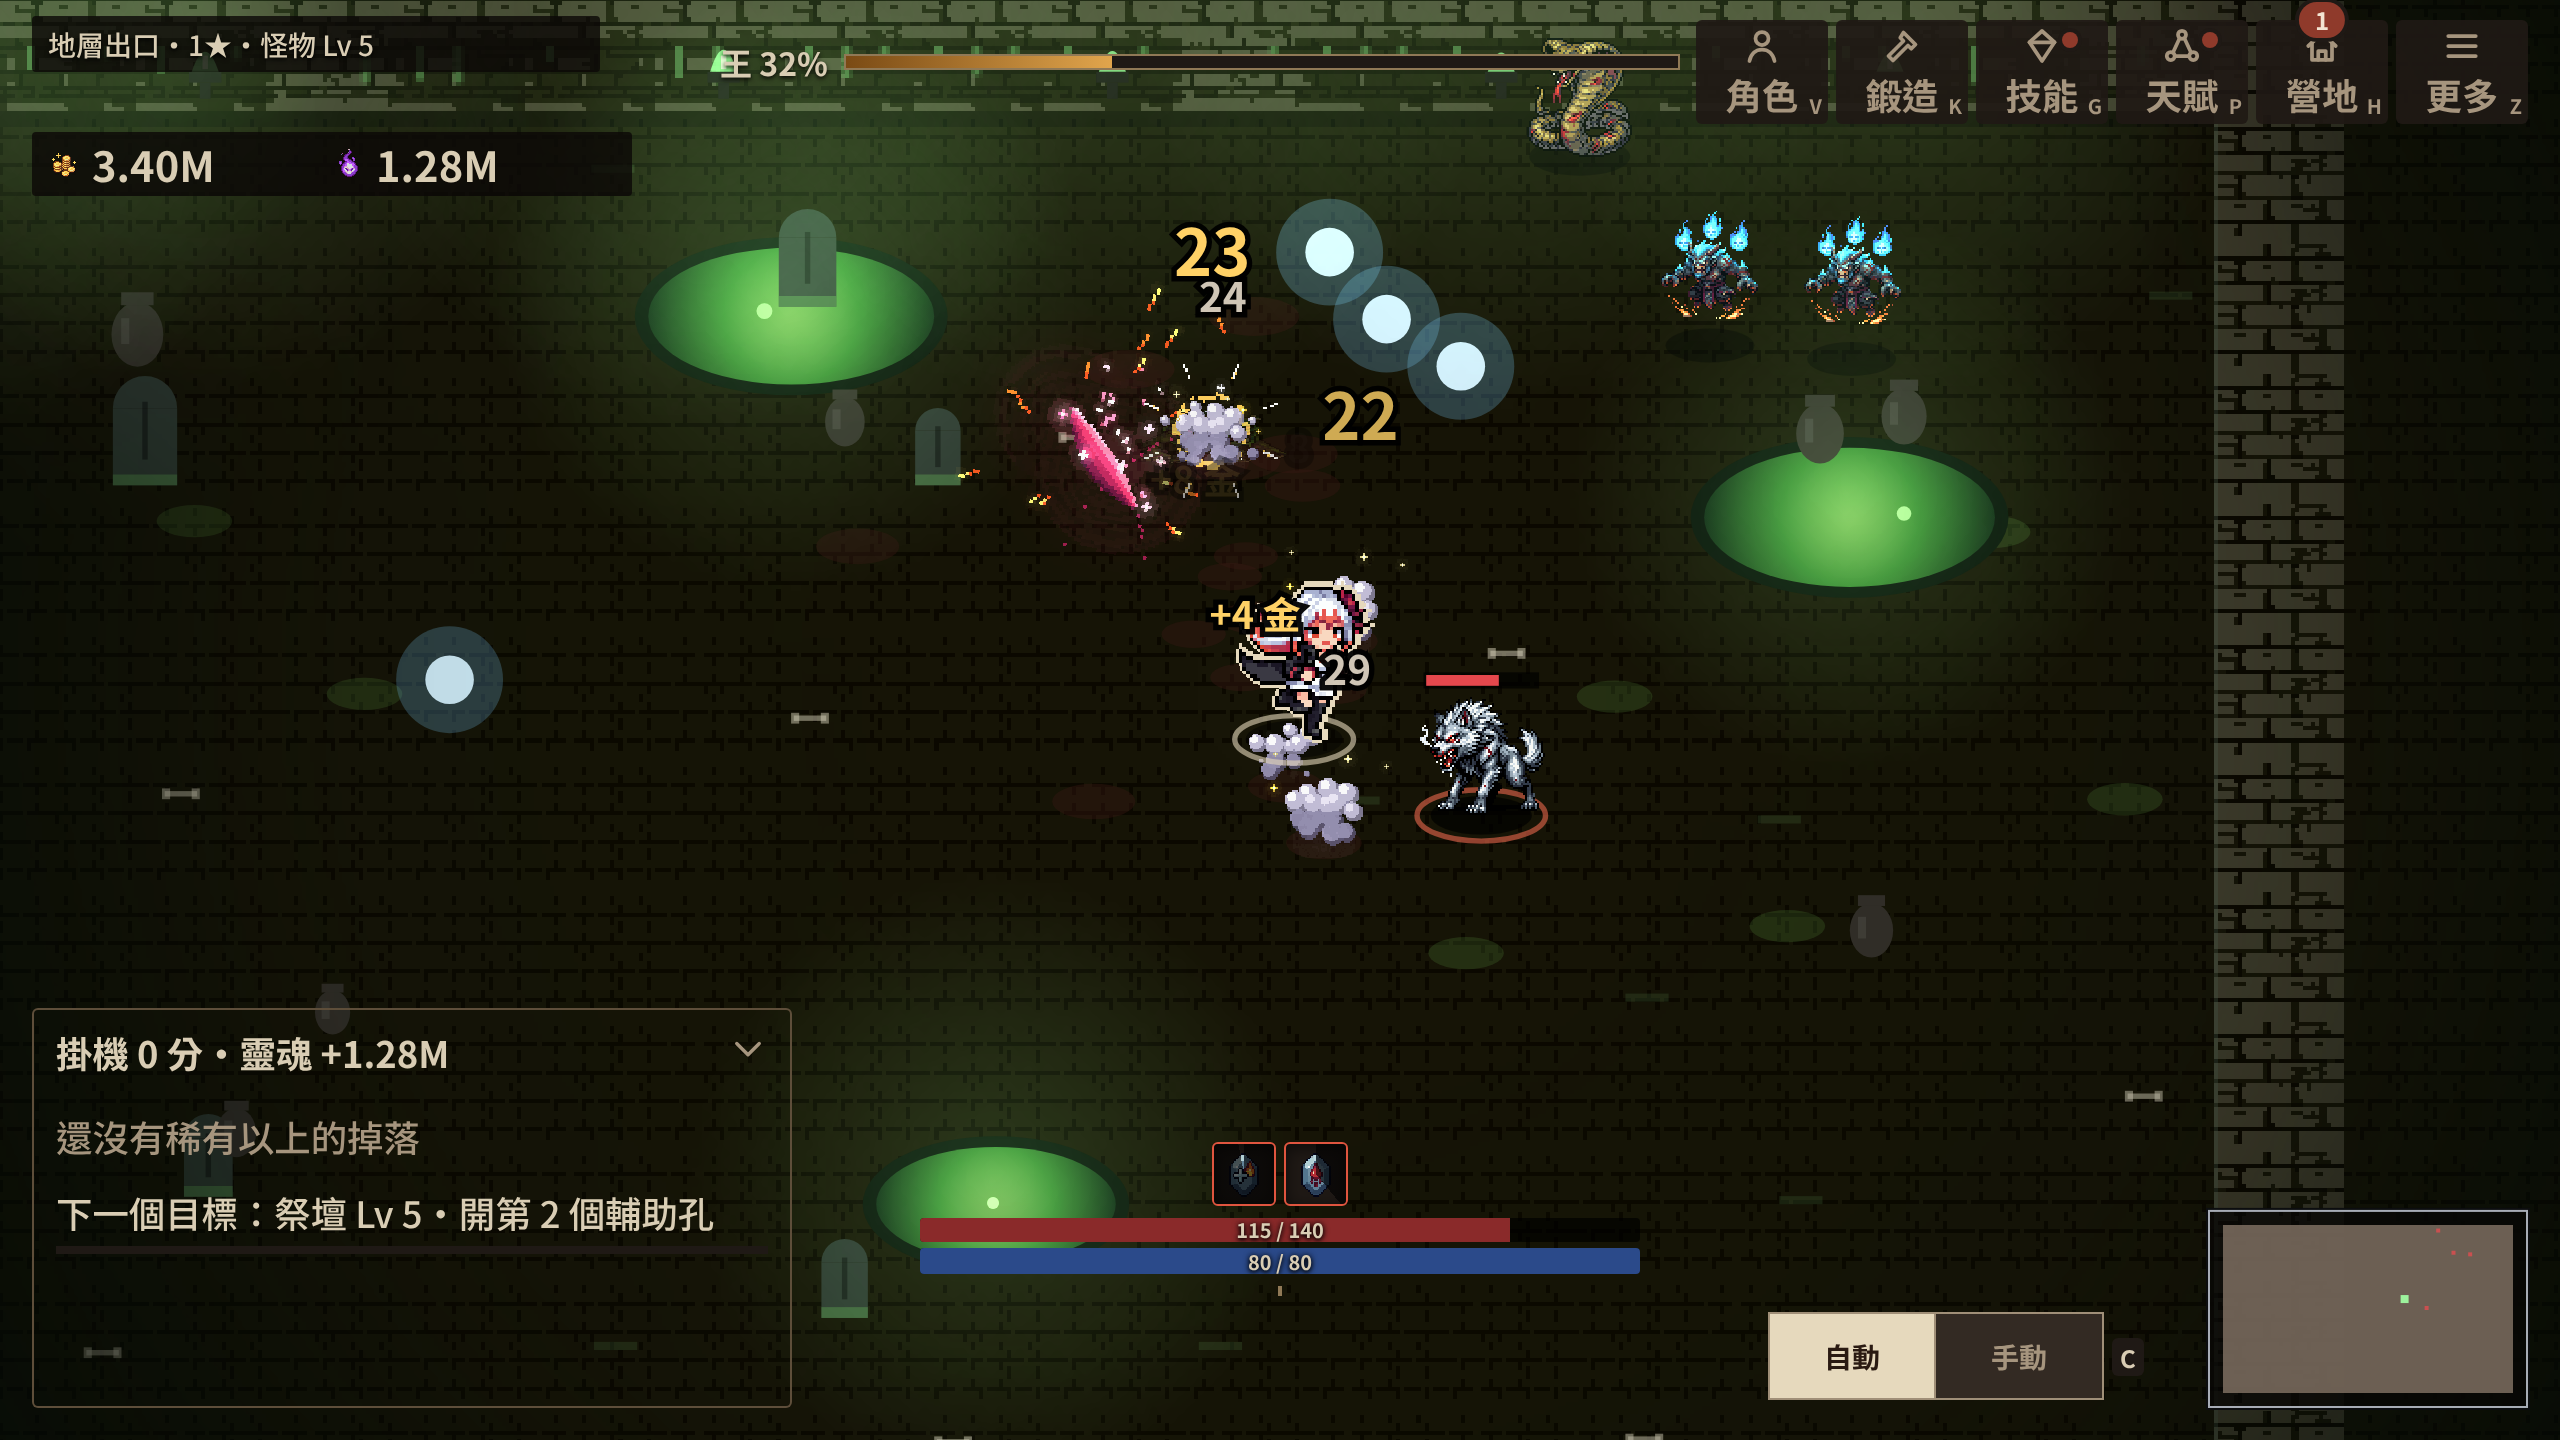 地層出口・1★・怪物 Lv 5
王 32%
1
角色 V
鍛造 K
技能 G
天賦 P
營地 H
更多 Z
3.40M
1.28M
23
24
22
+4 金
29
掛機 0 分・靈魂 +1.28M
還沒有稀有以上的掉落
下一個目標：祭壇 Lv 5・開第 2 個輔助孔
115 / 140
80 / 80
自動
手動
C